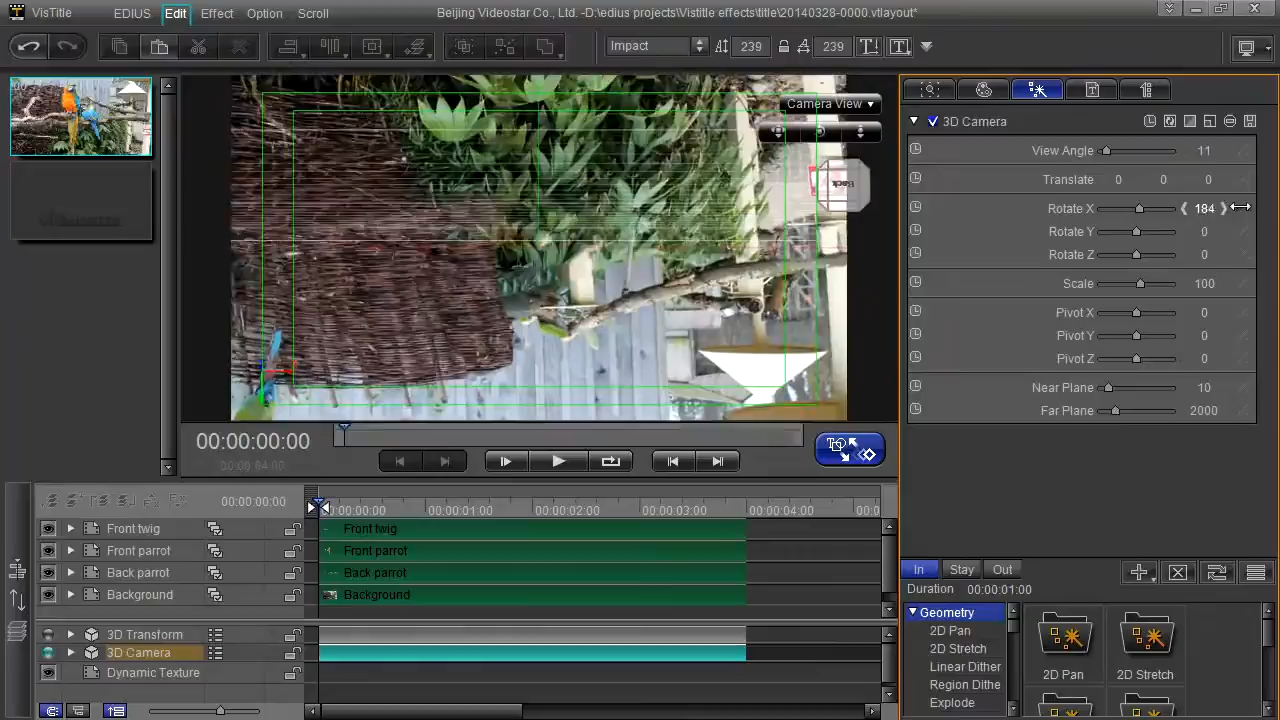 VisTitle EDIUS Edit Effect Option Scroll Beijing Videostar Co., Ltd. -D:\edius projects\Vistitle effects\title\20140328-0000.vtlayout*
Impact 239 239
Camera View
Back
3D Camera
View Angle 11
Translate 0 0 0
Rotate X 184
Rotate Y 0
Rotate Z 0
Scale 100
Pivot X 0
Pivot Y 0
Pivot Z 0
Near Plane 10
Far Plane 2000
00:00:00:00
00:00:04:00
00:00:00:00 00:00:00:00 00:00:01:00 00:00:02:00 00:00:03:00 00:00:04:00
Front twig Front twig
Front parrot Front parrot
Back parrot Back parrot
Background Background
3D Transform
3D Camera
Dynamic Texture
In Stay Out
Duration 00:00:01:00
Geometry
2D Pan
2D Stretch
Linear Dither
Region Dithe
Explode
2D Pan 2D Stretch